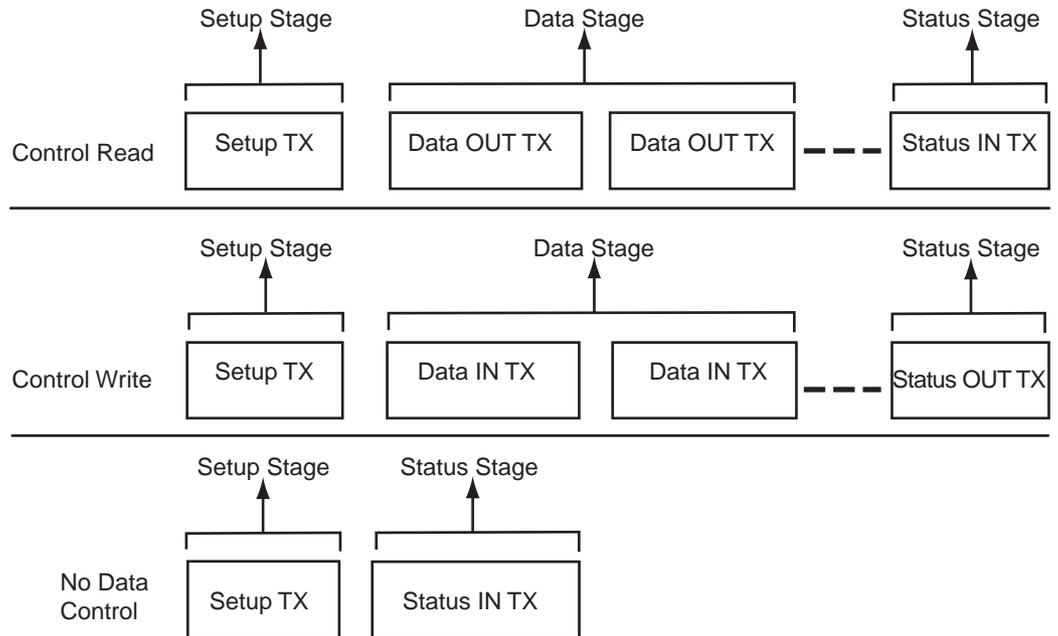 Setup Stage Data Stage Status Stage
Control Read Setup TX Data OUT TX Data OUT TX Status IN TX
Setup Stage Data Stage Status Stage
Control Write Setup TX Data IN TX Data IN TX Status OUT TX
Setup Stage Status Stage
No Data
Control
Setup TX Status IN TX